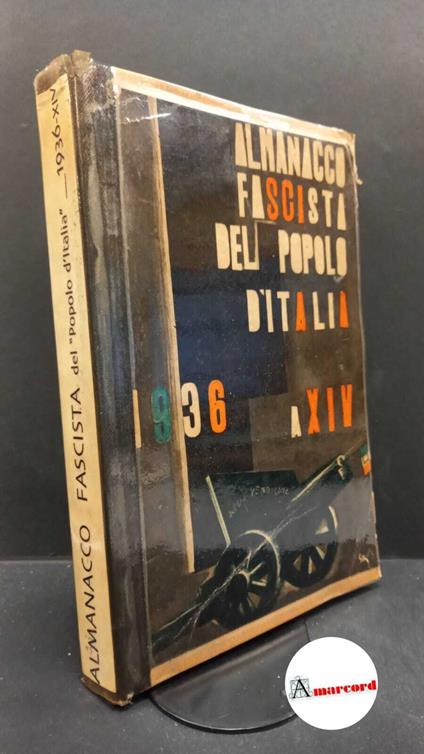 ALMANACCO FASCISTA del "Popolo d'Italia" — 1936-XIV
ALMANACCO
FASCISTA
DEL POPOLO
D'ITALIA
1936 A XIV
Amarcord